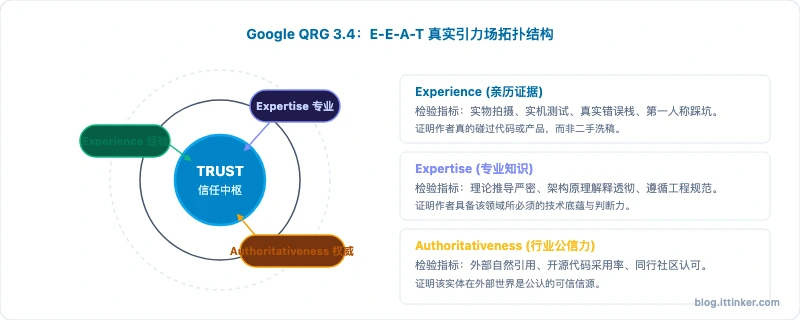 Google QRG 3.4：E-E-A-T 真实引力场拓扑结构
Expertise 专业
Experience 经验
TRUST
信任中枢
Authoritativeness 权威
Experience (亲历证据)
检验指标：实物拍摄、实机测试、真实错误栈、第一人称踩坑。
证明作者真的碰过代码或产品，而非二手洗稿。
Expertise (专业知识)
检验指标：理论推导严密、架构原理解释透彻、遵循工程规范。
证明作者具备该领域所必须的技术底蕴与判断力。
Authoritativeness (行业公信力)
检验指标：外部自然引用、开源代码采用率、同行社区认可。
证明该实体在外部世界是公认的可信信源。
blog.ittinker.com